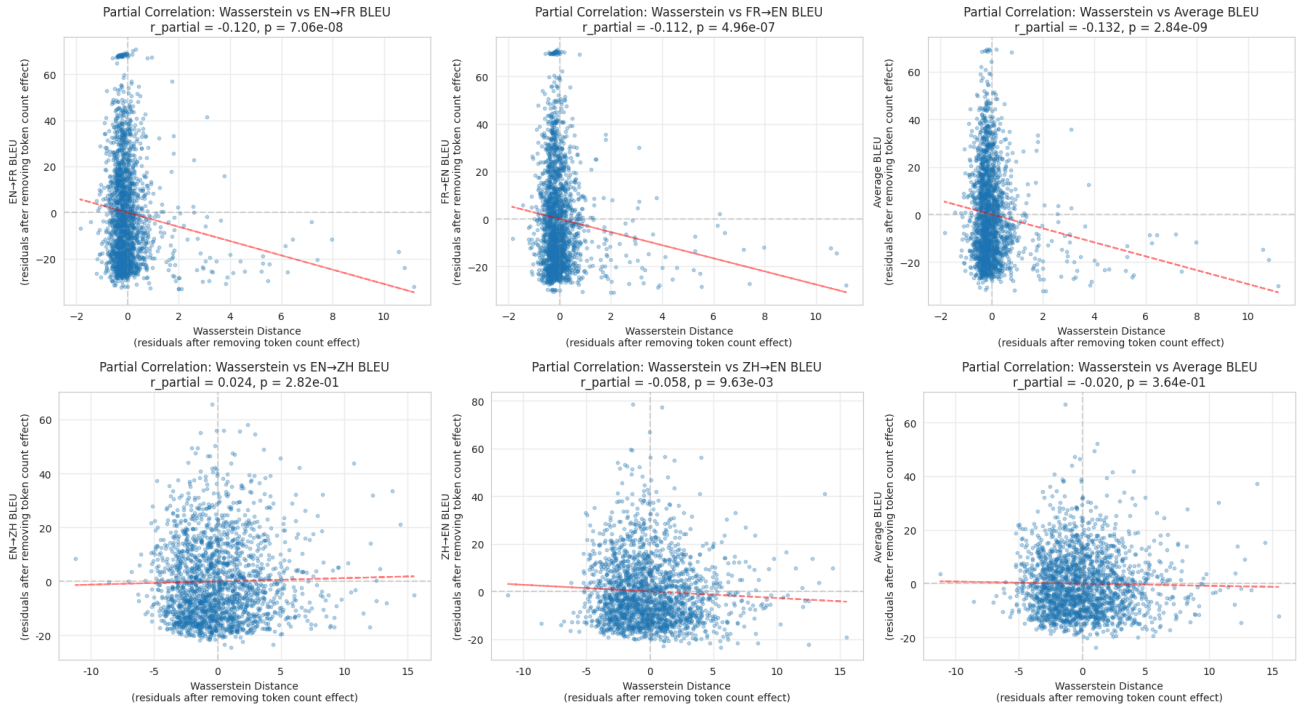 Partial Correlation: Wasserstein vs EN→FR BLEU
r_partial = -0.120, p = 7.06e-08
EN→FR BLEU
(residuals after removing token count effect)
60
40
20
0
−20
−2
0
2
4
6
8
10
Wasserstein Distance
(residuals after removing token count effect)
Partial Correlation: Wasserstein vs FR→EN BLEU
r_partial = -0.112, p = 4.96e-07
FR→EN BLEU
(residuals after removing token count effect)
60
40
20
0
−20
−2
0
2
4
6
8
10
Wasserstein Distance
(residuals after removing token count effect)
Partial Correlation: Wasserstein vs Average BLEU
r_partial = -0.132, p = 2.84e-09
Average BLEU
(residuals after removing token count effect)
60
40
20
0
−20
−2
0
2
4
6
8
10
Wasserstein Distance
(residuals after removing token count effect)
Partial Correlation: Wasserstein vs EN→ZH BLEU
r_partial = 0.024, p = 2.82e-01
EN→ZH BLEU
(residuals after removing token count effect)
60
40
20
0
-20
-10
-5
0
5
10
15
Wasserstein Distance
(residuals after removing token count effect)
Partial Correlation: Wasserstein vs ZH→EN BLEU
r_partial = -0.058, p = 9.63e-03
ZH→EN BLEU
(residuals after removing token count effect)
80
60
40
20
0
-20
-10
-5
0
5
10
15
Wasserstein Distance
(residuals after removing token count effect)
Partial Correlation: Wasserstein vs Average BLEU
r_partial = -0.020, p = 3.64e-01
Average BLEU
(residuals after removing token count effect)
60
40
20
0
-20
-10
-5
0
5
10
15
Wasserstein Distance
(residuals after removing token count effect)